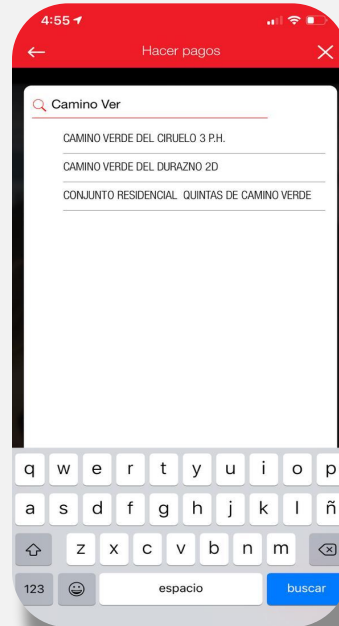 4:55
Hacer pagos
Camino Ver
CAMINO VERDE DEL CIRUELO 3 P.H.
CAMINO VERDE DEL DURAZNO 2D
CONJUNTO RESIDENCIAL QUINTAS DE CAMINO VERDE
q w e r t y u i o p
a s d f g h j k l ñ
z x c v b n m
123 espacio buscar